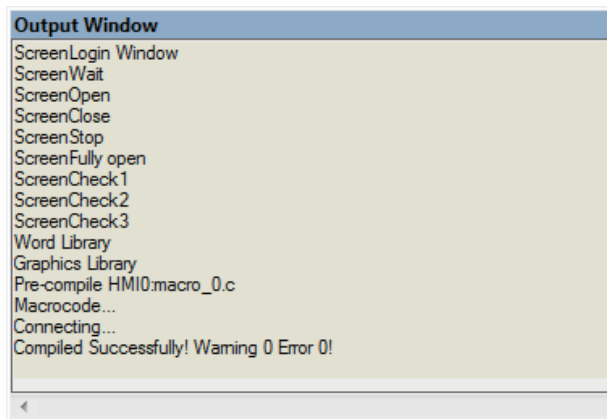 Output Window
ScreenLogin Window
ScreenWait
ScreenOpen
ScreenClose
ScreenStop
ScreenFully open
ScreenCheck1
ScreenCheck2
ScreenCheck3
Word Library
Graphics Library
Pre-compile HMI0:macro_0.c
Macrocode...
Connecting...
Compiled Successfully! Warning 0 Error 0!